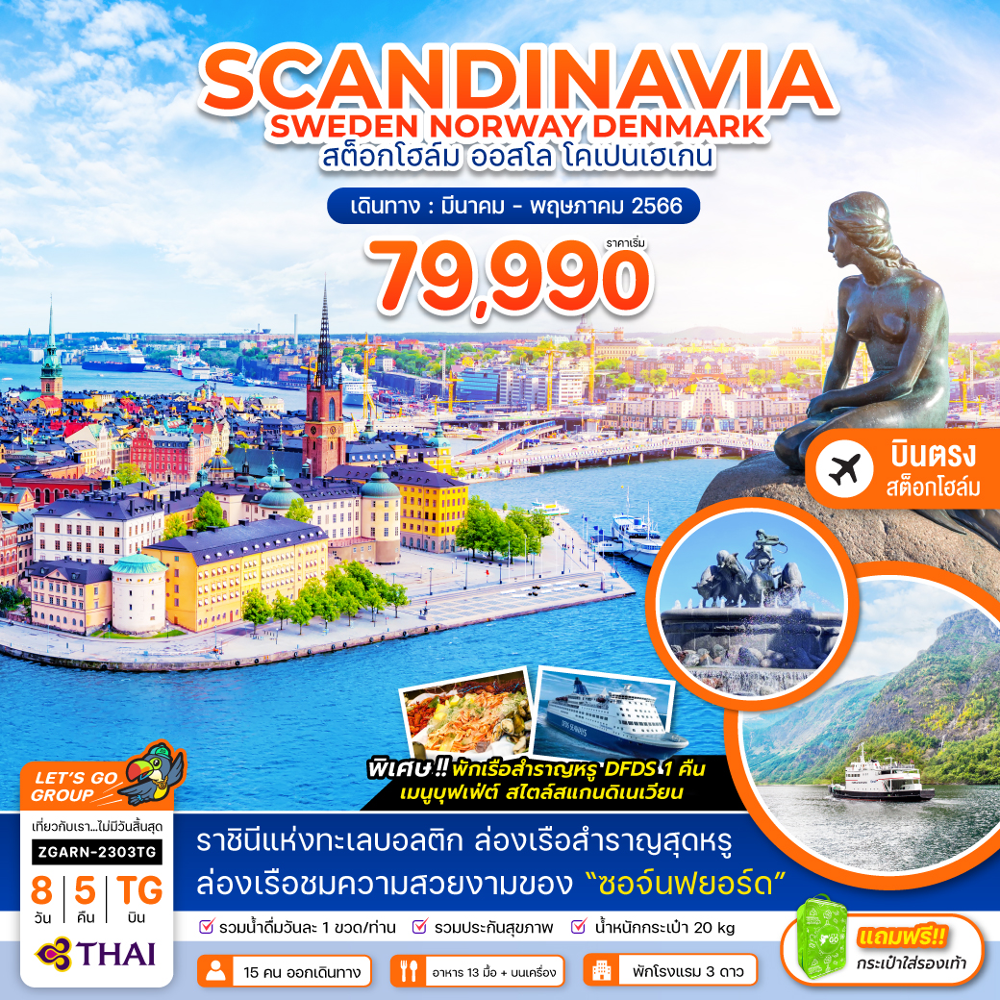 SCANDINAVIA
SWEDEN NORWAY DENMARK
สต็อกโฮล์ม ออสโล โคเปนเฮเกน
เดินทาง : มีนาคม - พฤษภาคม 2566
ราคาเริ่ม
79,990
บินตรง
สต็อกโฮล์ม
DFDS SEAWAYS
พิเศษ !! พักเรือสำราญหรู DFDS 1 คืน
เมนูบุฟเฟ่ต์ สไตล์สแกนดิเนเวียน
LET'S GO
GROUP
เที่ยวกับเรา...ไม่มีวันสิ้นสุด
ZGARN-2303TG
8 5 TG
วัน คืน บิน
THAI
ราชินีแห่งทะเลบอลติก ล่องเรือสำราญสุดหรู
ล่องเรือชมความสวยงามของ “ซอจ์นฟยอร์ด”
รวมน้ำดื่มวันละ 1 ขวด/ท่าน รวมประกันสุขภาพ น้ำหนักกระเป๋า 20 kg
15 คน ออกเดินทาง อาหาร 13 มื้อ + บนเครื่อง พักโรงแรม 3 ดาว
แถมฟรี!!
กระเป๋าใส่รองเท้า